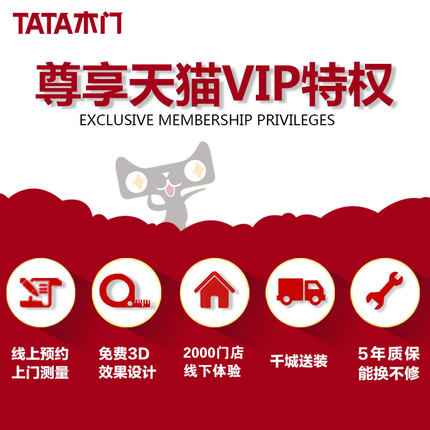 TATA木门
尊享天猫VIP特权
EXCLUSIVE MEMBERSHIP PRIVILEGES
线上预约
上门测量
免费3D
效果设计
2000门店
线下体验
千城送装
5年质保
能换不修